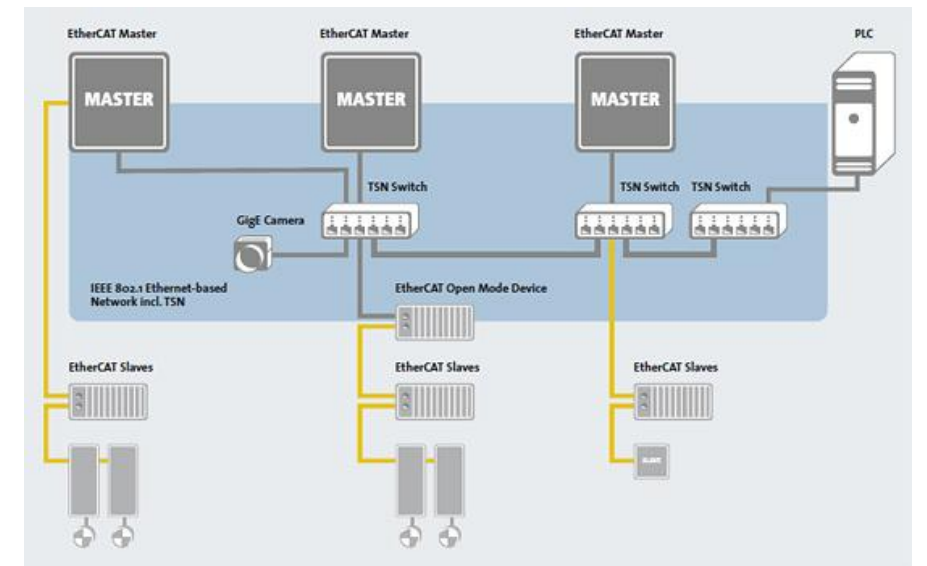 EtherCAT Master
EtherCAT Master
EtherCAT Master
PLC
MASTER
MASTER
MASTER
TSN Switch
TSN Switch
TSN Switch
GigE Camera
IEEE 802.1 Ethernet-based
Network incl. TSN
EtherCAT Open Mode Device
EtherCAT Slaves
EtherCAT Slaves
EtherCAT Slaves